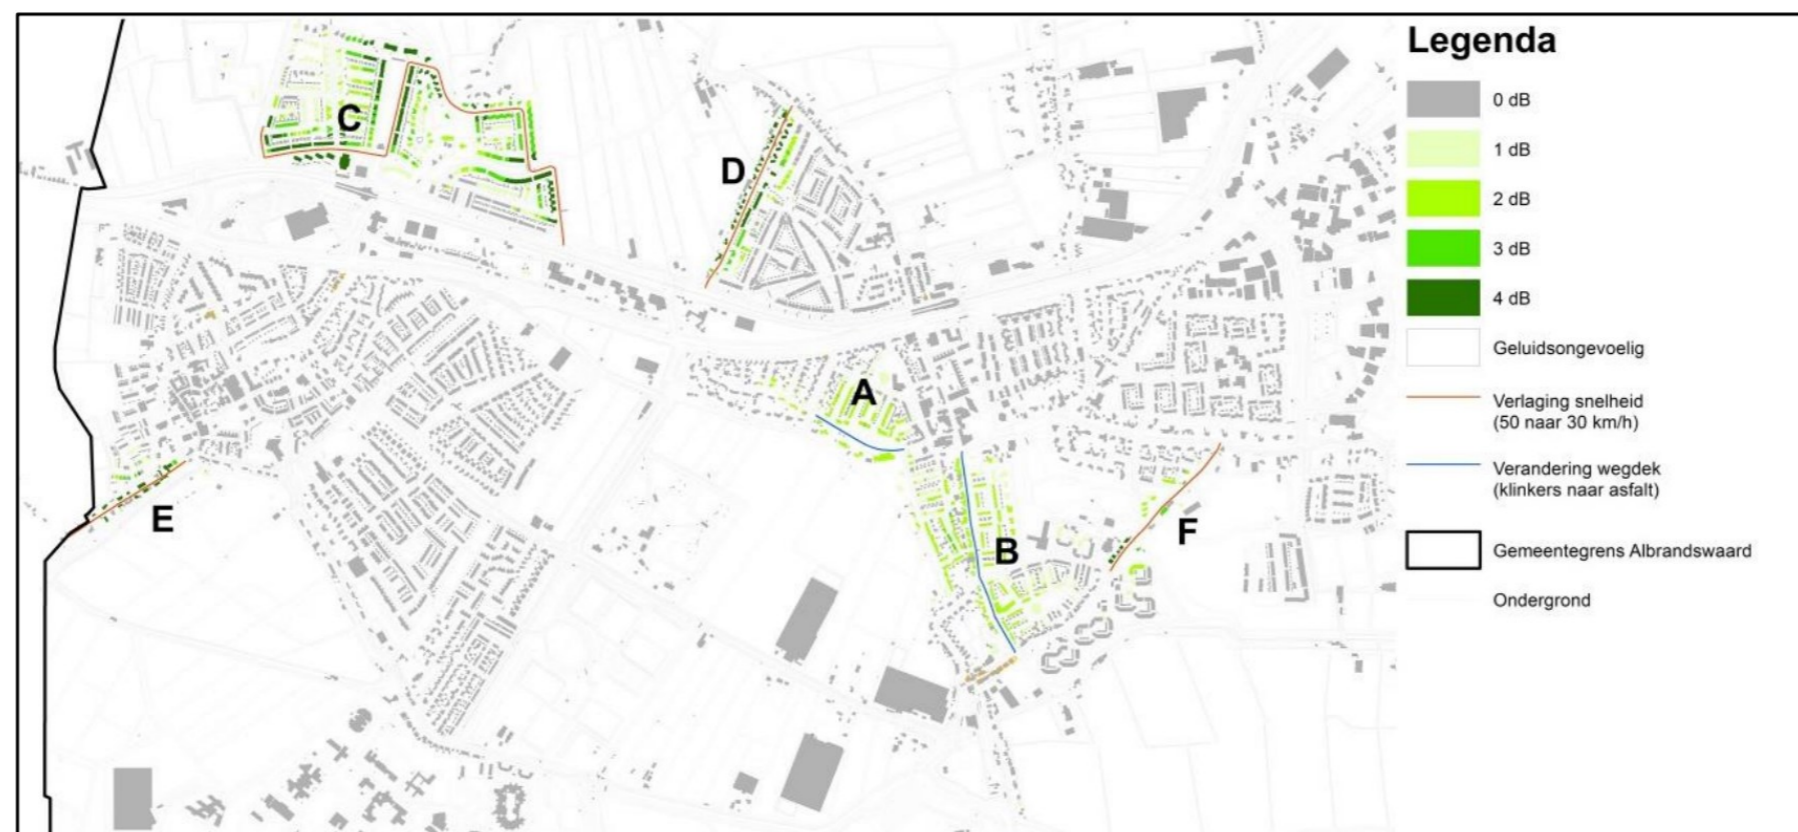 C
D
A
B
E
F
Legenda
0 dB
1 dB
2 dB
3 dB
4 dB
Geluidsongevoelig
Verlaging snelheid
(50 naar 30 km/h)
Verandering wegdek
(klinkers naar asfalt)
Gemeentegrens Albrandswaard
Ondergrond